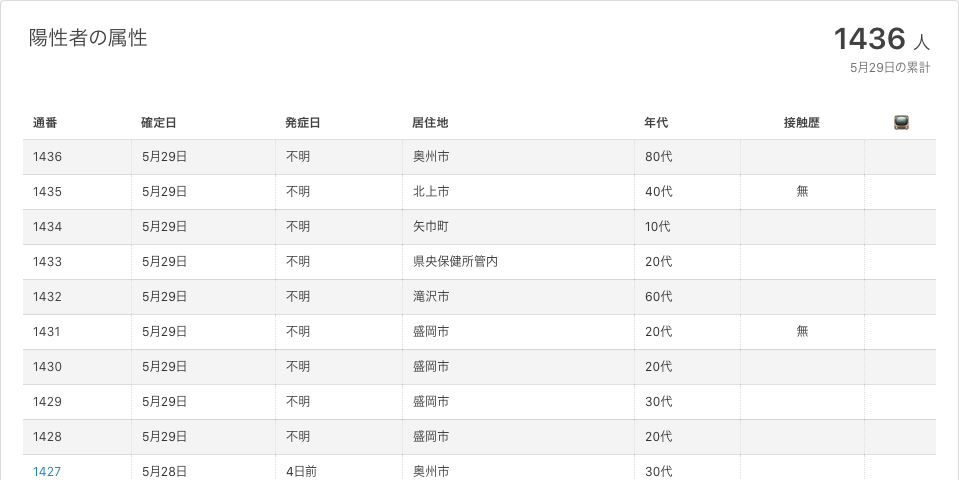 陽性者の属性
1436 人
5月29日の累計
通番 確定日 発症日 居住地 年代 接触歴
1436 5月29日 不明 奥州市 80代
1435 5月29日 不明 北上市 40代 無
1434 5月29日 不明 矢巾町 10代
1433 5月29日 不明 県央保健所管内 20代
1432 5月29日 不明 滝沢市 60代
1431 5月29日 不明 盛岡市 20代 無
1430 5月29日 不明 盛岡市 20代
1429 5月29日 不明 盛岡市 30代
1428 5月29日 不明 盛岡市 20代
1427 5月28日 4日前 奥州市 30代